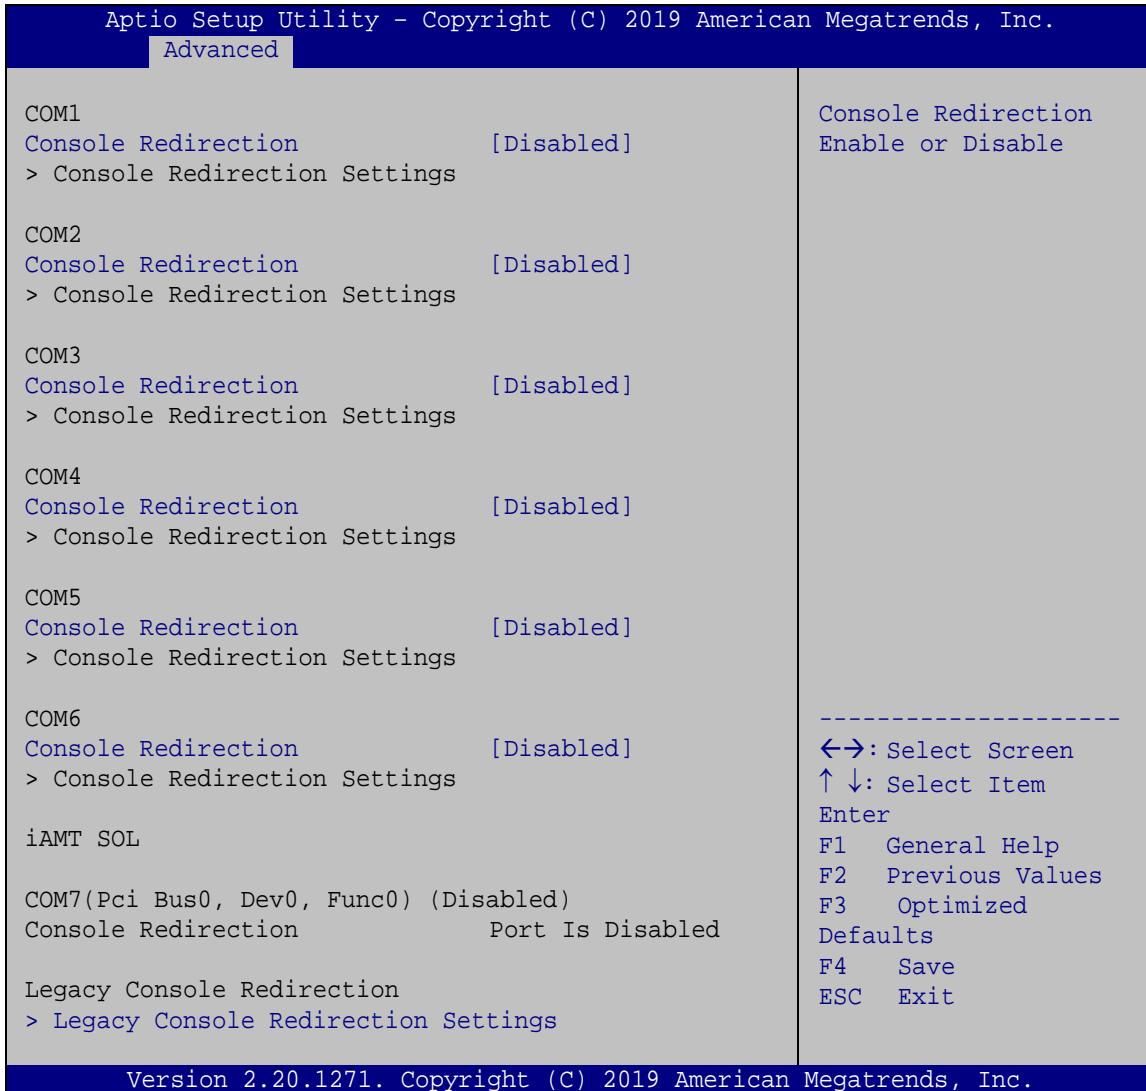 Aptio Setup Utility – Copyright (C) 2019 American Megatrends, Inc.
Advanced
COM1
Console Redirection [Disabled]
> Console Redirection Settings
COM2
Console Redirection [Disabled]
> Console Redirection Settings
COM3
Console Redirection [Disabled]
> Console Redirection Settings
COM4
Console Redirection [Disabled]
> Console Redirection Settings
COM5
Console Redirection [Disabled]
> Console Redirection Settings
COM6
Console Redirection [Disabled]
> Console Redirection Settings
iAMT SOL
COM7(Pci Bus0, Dev0, Func0) (Disabled)
Console Redirection Port Is Disabled
Legacy Console Redirection
> Legacy Console Redirection Settings
Console Redirection
Enable or Disable
---------------------
←→: Select Screen
↑ ↓: Select Item
Enter
F1 General Help
F2 Previous Values
F3 Optimized
Defaults
F4 Save
ESC Exit
Version 2.20.1271. Copyright (C) 2019 American Megatrends, Inc.